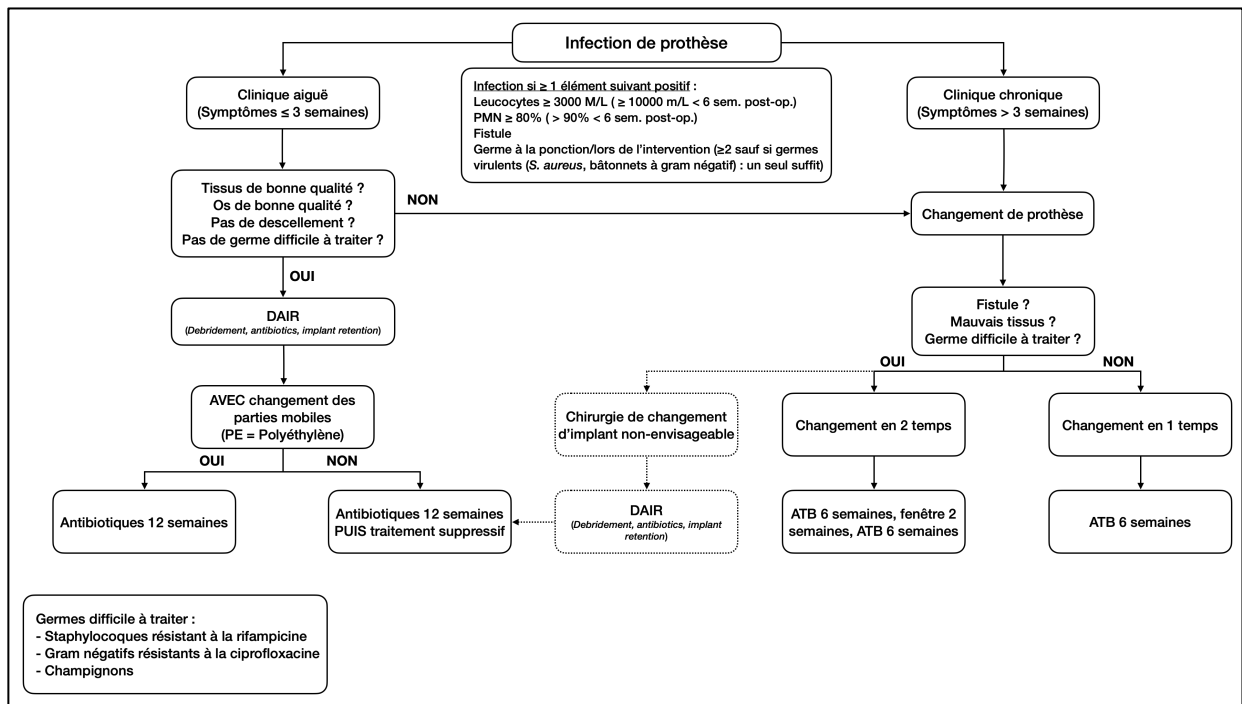 Infection de prothèse
Clinique aiguë
(Symptômes ≤ 3 semaines)
Infection si ≥ 1 élément suivant positif :
Leucocytes ≥ 3000 M/L ( ≥ 10000 m/L < 6 sem. post-op.)
PMN ≥ 80% ( > 90% < 6 sem. post-op.)
Fistule
Germe à la ponction/lors de l'intervention (≥2 sauf si germes
virulents (S. aureus, bâtonnets à gram négatif) : un seul suffit)
Clinique chronique
(Symptômes > 3 semaines)
Tissus de bonne qualité ?
Os de bonne qualité ?
Pas de descellement ?
Pas de germe difficile à traiter ?
NON
Changement de prothèse
OUI
DAIR
(Debridement, antibiotics, implant retention)
Fistule ?
Mauvais tissus ?
Germe difficile à traiter ?
OUI
NON
AVEC changement des
parties mobiles
(PE = Polyéthylène)
Chirurgie de changement
d'implant non-envisageable
Changement en 2 temps
Changement en 1 temps
OUI
NON
Antibiotiques 12 semaines
Antibiotiques 12 semaines
PUIS traitement suppressif
DAIR
(Debridement, antibiotics, implant
retention)
ATB 6 semaines, fenêtre 2
semaines, ATB 6 semaines
ATB 6 semaines
Germes difficile à traiter :
- Staphylocoques résistant à la rifampicine
- Gram négatifs résistants à la ciprofloxacine
- Champignons